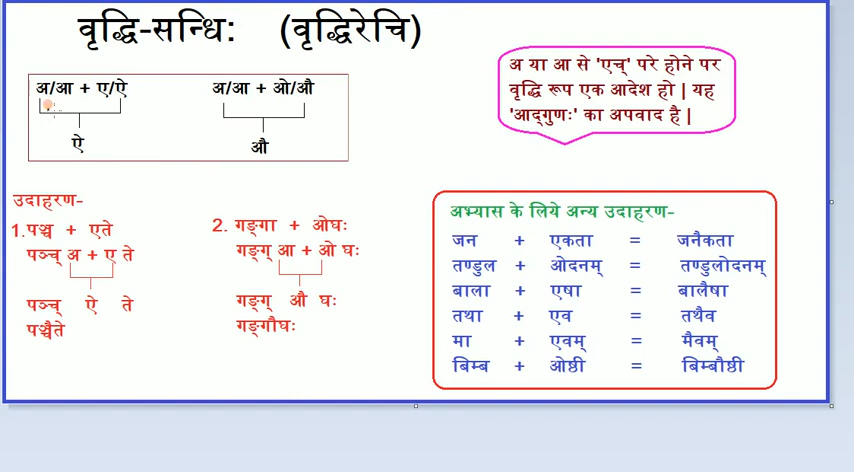 वृद्धि-सन्धि: (वृद्धिरेचि)
अ/आ + ए/ऐ
ऐ
अ/आ + ओ/औ
औ
अ या आ से 'एच्' परे होने पर
वृद्धि रूप एक आदेश हो | यह
'आद्गुणः' का अपवाद है |
उदाहरण-
1. पञ्च + एते
पञ्च् अ + ए ते
पञ्च् ऐ ते
पञ्चैते
2. गङ्गा + ओघः
गङ्ग् आ + ओ घः
गङ्ग् औ घः
गङ्गौघः
अभ्यास के लिये अन्य उदाहरण-
जन + एकता = जनैकता
तण्डुल + ओदनम् = तण्डुलोदनम्
बाला + एषा = बालैषा
तथा + एव = तथैव
मा + एवम् = मैवम्
बिम्ब + ओष्ठी = बिम्बौष्ठी